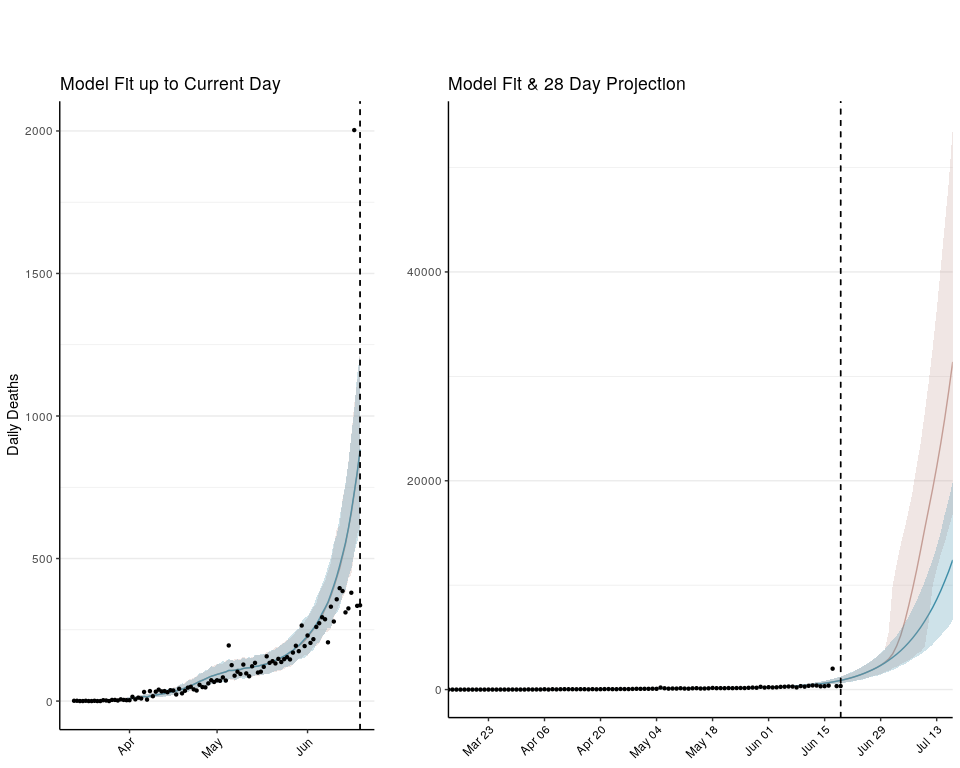 Model Fit up to Current Day
Model Fit & 28 Day Projection
Daily Deaths
2000
1500
1000
500
0
Apr
May
Jun
40000
20000
0
Mar 23
Apr 06
Apr 20
May 04
May 18
Jun 01
Jun 15
Jun 29
Jul 13